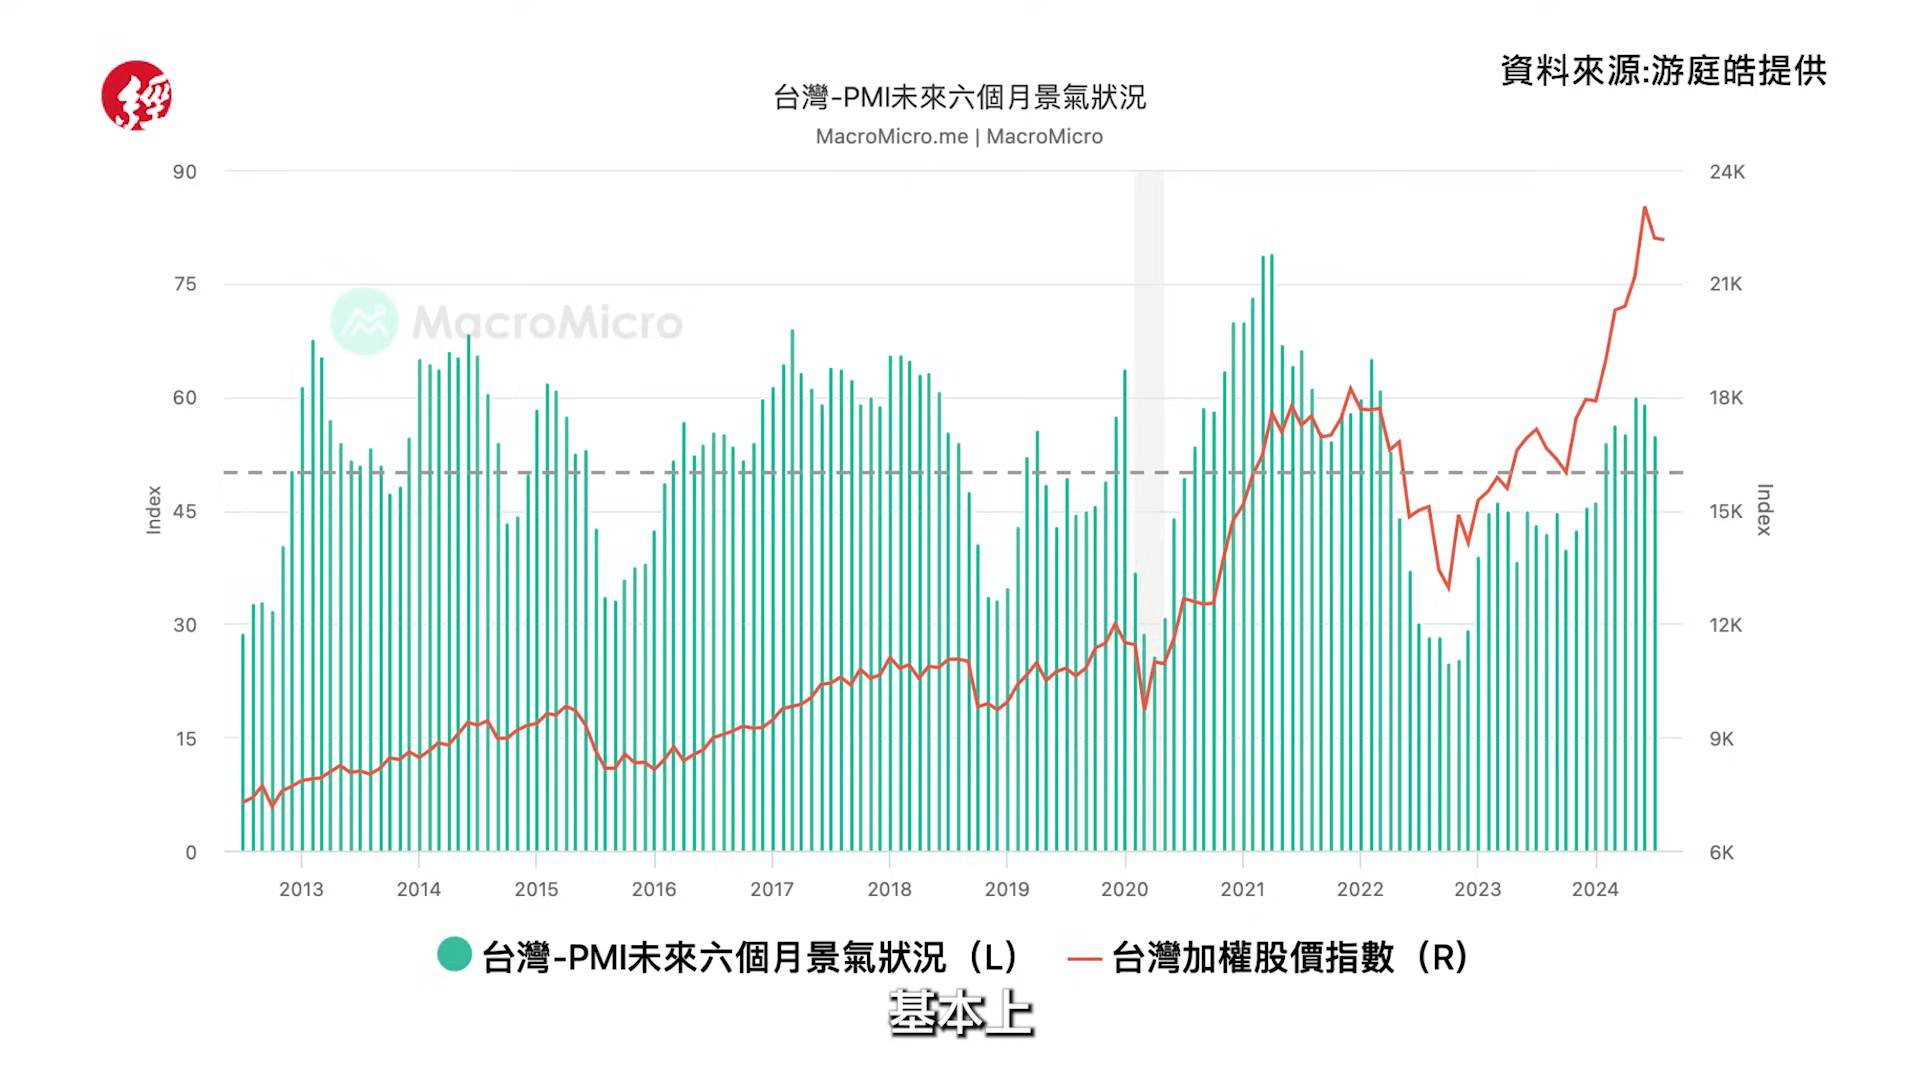 經
資料來源:游庭皓提供
台灣-PMI未來六個月景氣狀況
MacroMicro.me | MacroMicro
MacroMicro
90
75
60
45
30
15
0
Index
24K
21K
18K
15K
12K
9K
6K
Index
2013 2014 2015 2016 2017 2018 2019 2020 2021 2022 2023 2024
台灣-PMI未來六個月景氣狀況（L） 台灣加權股價指數（R）
基本上